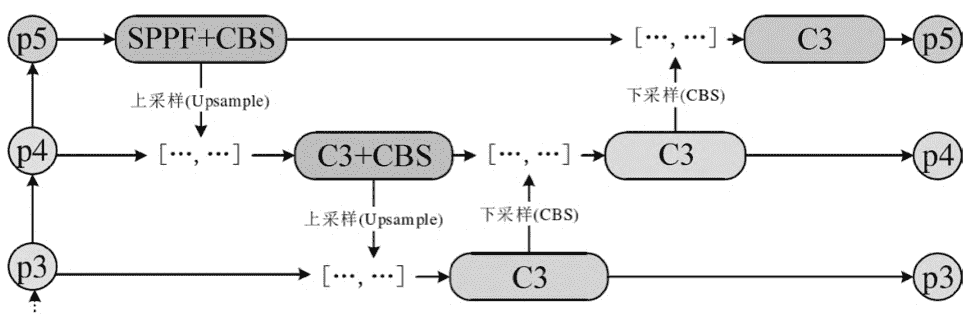 p5 SPPF+CBS [⋯, ⋯] C3 p5
上采样(Upsample) 下采样(CBS)
p4 [⋯, ⋯] C3+CBS [⋯, ⋯] C3 p4
上采样(Upsample) 下采样(CBS)
p3 [⋯, ⋯] C3 p3
⋮